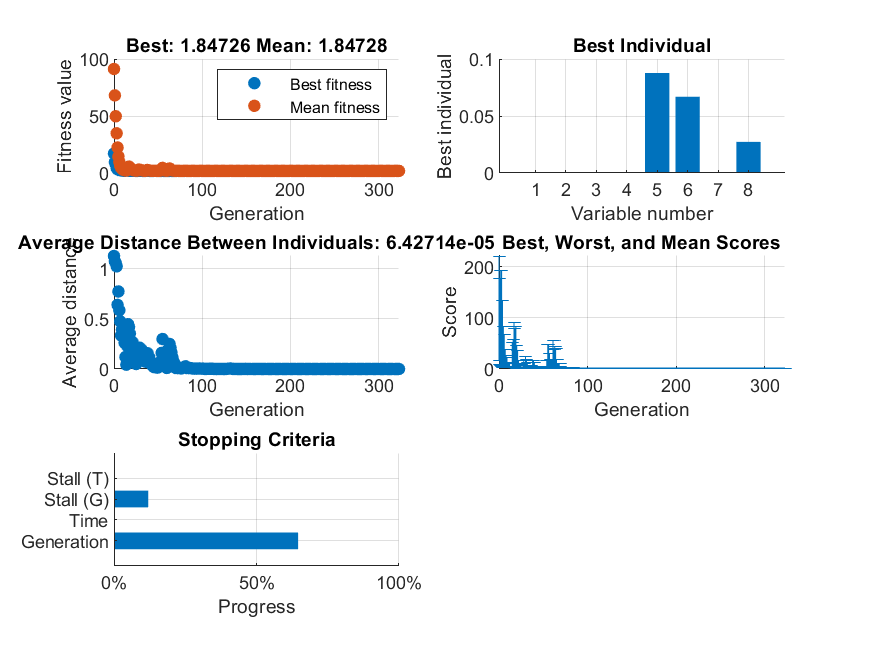 Best: 1.84726 Mean: 1.84728
Fitness value
100
50
0
Best fitness
Mean fitness
0 100 200 300
Generation
Best Individual
Best individual
0.1
0.05
0
1 2 3 4 5 6 7 8
Variable number
Average Distance Between Individuals: 6.42714e-05
Average distance
1
0.5
0
0 100 200 300
Generation
Best, Worst, and Mean Scores
Score
200
100
0
0 100 200 300
Generation
Stopping Criteria
Stall (T)
Stall (G)
Time
Generation
0% 50% 100%
Progress